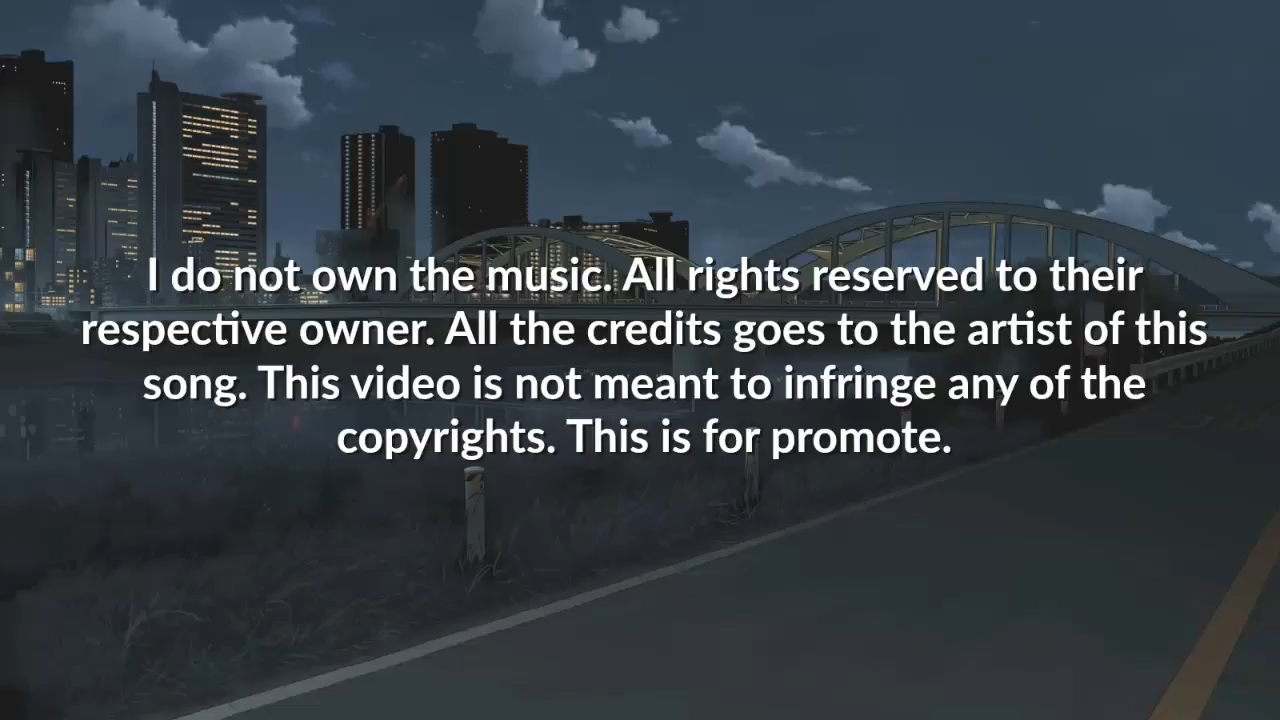 I do not own the music. All rights reserved to their
respective owner. All the credits goes to the artist of this
song. This video is not meant to infringe any of the
copyrights. This is for promote.